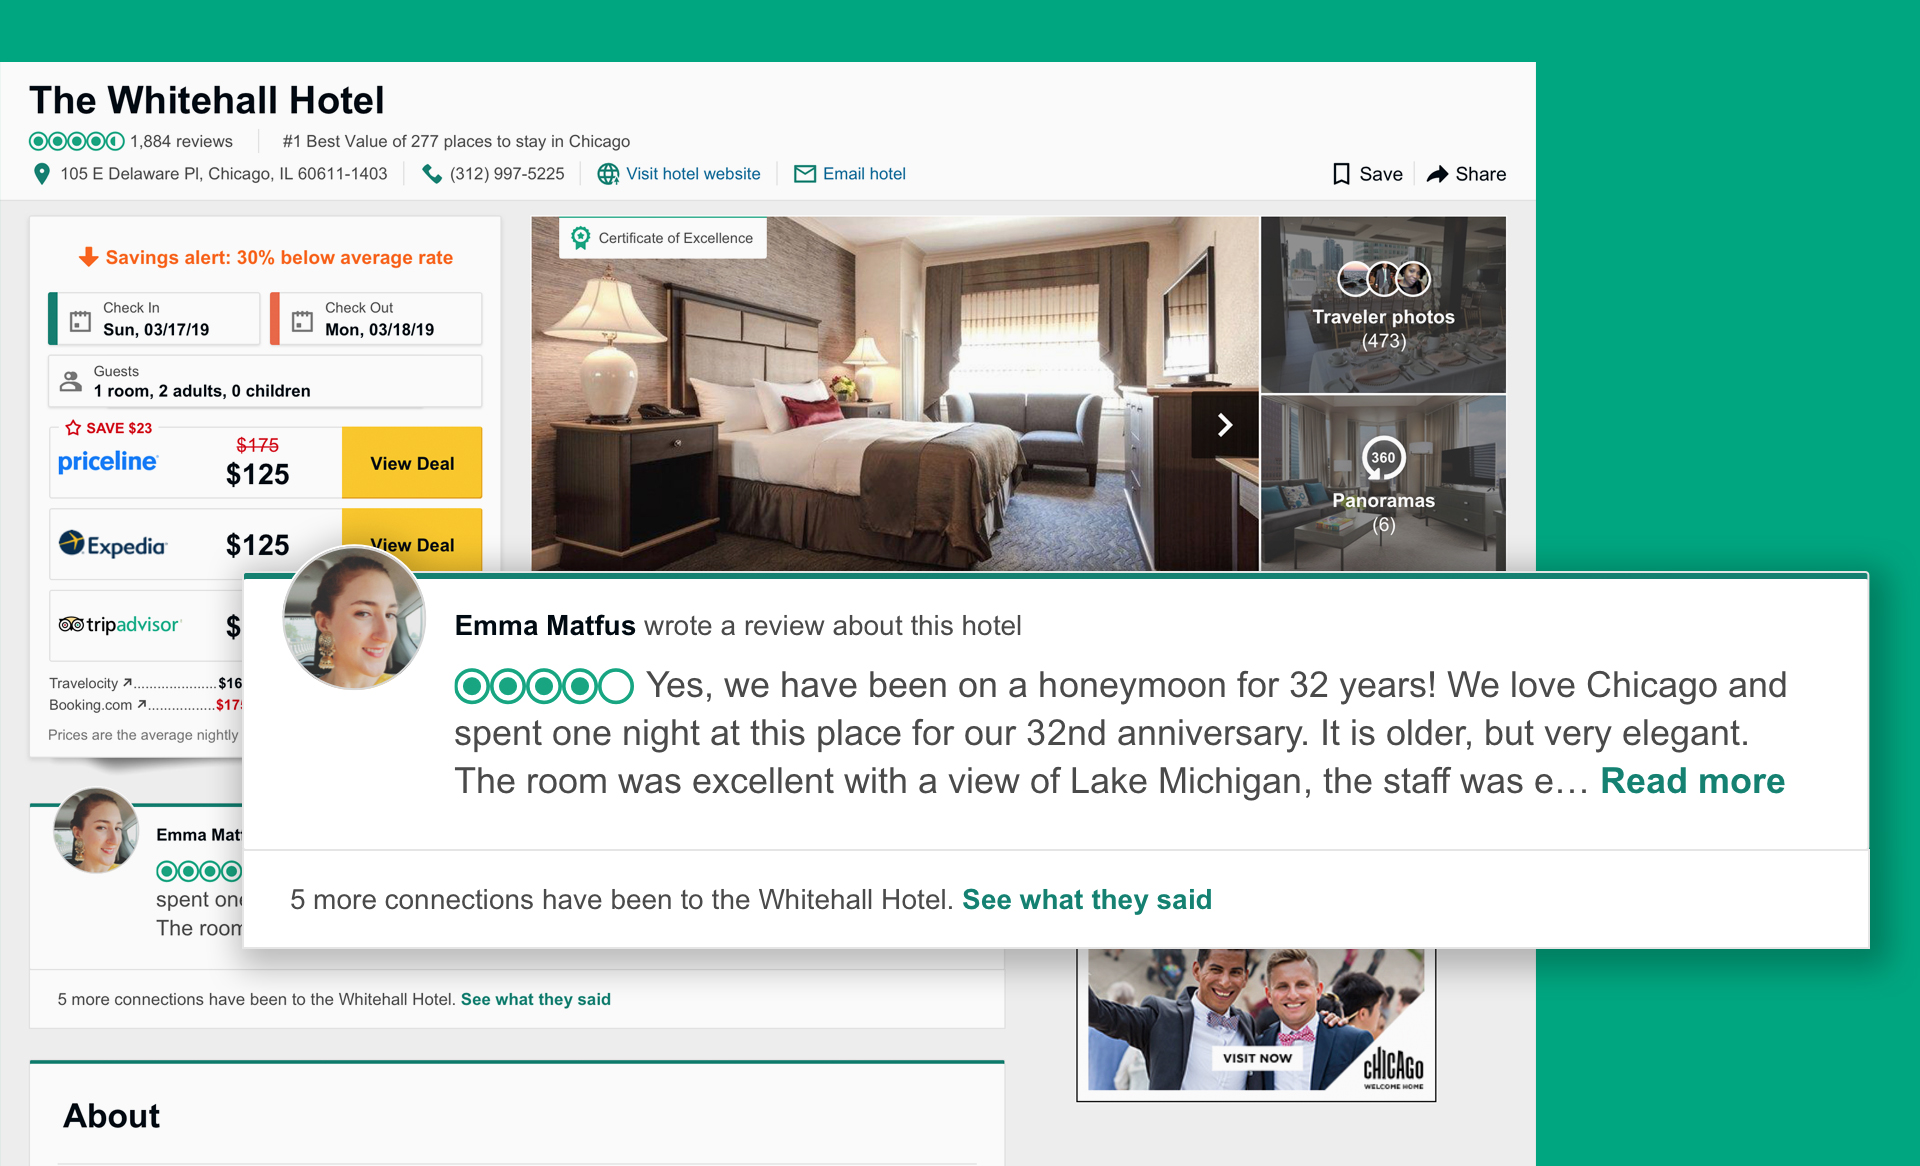 The Whitehall Hotel
1,884 reviews
#1 Best Value of 277 places to stay in Chicago
105 E Delaware Pl, Chicago, IL 60611-1403
(312) 997-5225
Visit hotel website
Email hotel
Save
Share
Savings alert: 30% below average rate
Check In
Sun, 03/17/19
Check Out
Mon, 03/18/19
Guests
1 room, 2 adults, 0 children
SAVE $23
priceline
$175
$125
View Deal
Expedia
$125
View Deal
tripadvisor
$
Travelocity
$16
Booking.com
$17
Prices are the average nightly
Certificate of Excellence
Traveler photos
(473)
360
Panoramas
(6)
Emma Matfus wrote a review about this hotel
Yes, we have been on a honeymoon for 32 years! We love Chicago and
spent one night at this place for our 32nd anniversary. It is older, but very elegant.
The room was excellent with a view of Lake Michigan, the staff was e… Read more
5 more connections have been to the Whitehall Hotel. See what they said
Emma Mat
spent one
The room
5 more connections have been to the Whitehall Hotel. See what they said
VISIT NOW
CHICAGO
WELCOME HOME
About